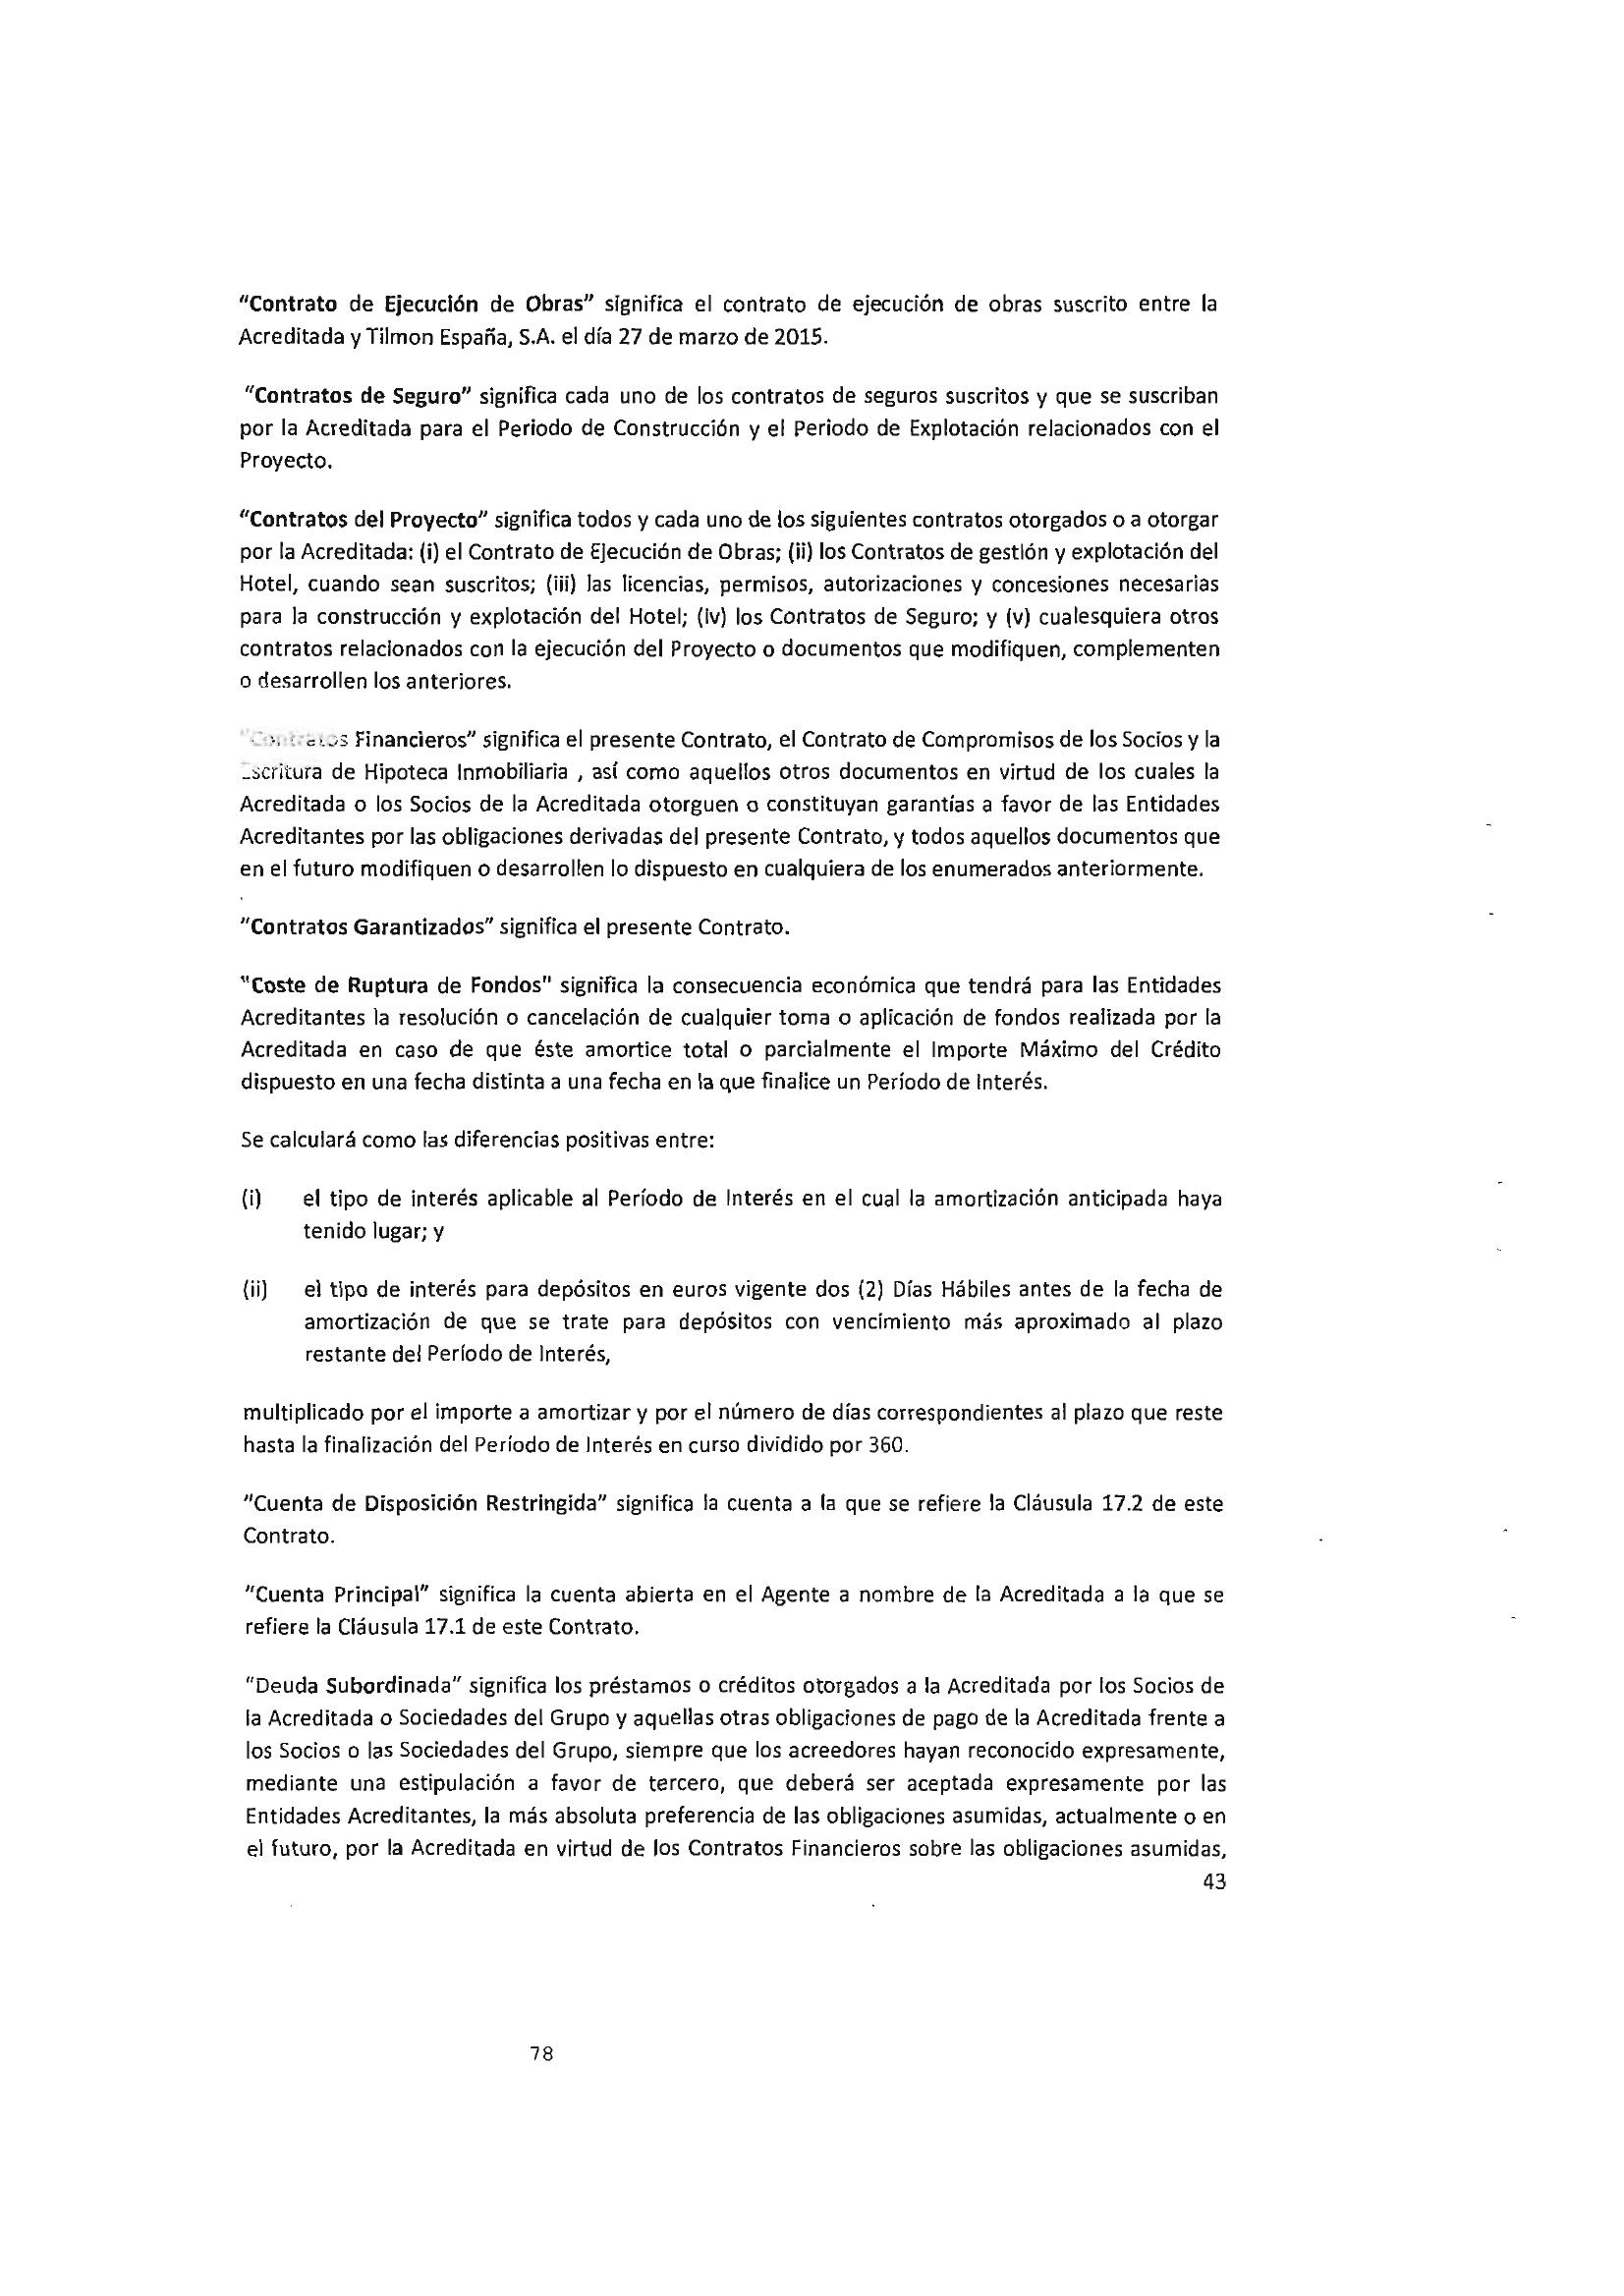 "Contrato de Ejecución de Obras" significa el contrato de ejecución de obras suscrito entre la
Acreditada y Tilmon España, S.A. el día 27 de marzo de 2015.
"Contratos de Seguro" significa cada uno de los contratos de seguros suscritos y que se suscriban
por la Acreditada para el Periodo de Construcción y el Periodo de Explotación relacionados con el
Proyecto.
"Contratos del Proyecto" significa todos y cada uno de los siguientes contratos otorgados o a otorgar
por la Acreditada: (i) el Contrato de Ejecución de Obras; (ii) los Contratos de gestión y explotación del
Hotel, cuando sean suscritos; (iii) las licencias, permisos, autorizaciones y concesiones necesarias
para la construcción y explotación del Hotel; (iv) los Contratos de Seguro; y (v) cualesquiera otros
contratos relacionados con la ejecución del Proyecto o documentos que modifiquen, complementen
o desarrollen los anteriores.
"Contratos Financieros" significa el presente Contrato, el Contrato de Compromisos de los Socios y la
Escritura de Hipoteca Inmobiliaria , así como aquellos otros documentos en virtud de los cuales la
Acreditada o los Socios de la Acreditada otorguen o constituyan garantías a favor de las Entidades
Acreditantes por las obligaciones derivadas del presente Contrato, y todos aquellos documentos que
en el futuro modifiquen o desarrollen lo dispuesto en cualquiera de los enumerados anteriormente.
"Contratos Garantizados" significa el presente Contrato.
"Coste de Ruptura de Fondos" significa la consecuencia económica que tendrá para las Entidades
Acreditantes la resolución o cancelación de cualquier toma o aplicación de fondos realizada por la
Acreditada en caso de que éste amortice total o parcialmente el Importe Máximo del Crédito
dispuesto en una fecha distinta a una fecha en la que finalice un Período de Interés.
Se calculará como las diferencias positivas entre:
(i) el tipo de interés aplicable al Período de Interés en el cual la amortización anticipada haya
tenido lugar; y
(ii) el tipo de interés para depósitos en euros vigente dos (2) Días Hábiles antes de la fecha de
amortización de que se trate para depósitos con vencimiento más aproximado al plazo
restante del Período de Interés,
multiplicado por el importe a amortizar y por el número de días correspondientes al plazo que reste
hasta la finalización del Período de Interés en curso dividido por 360.
"Cuenta de Disposición Restringida" significa la cuenta a la que se refiere la Cláusula 17.2 de este
Contrato.
"Cuenta Principal" significa la cuenta abierta en el Agente a nombre de la Acreditada a la que se
refiere la Cláusula 17.1 de este Contrato.
"Deuda Subordinada" significa los préstamos o créditos otorgados a la Acreditada por los Socios de
la Acreditada o Sociedades del Grupo y aquellas otras obligaciones de pago de la Acreditada frente a
los Socios o las Sociedades del Grupo, siempre que los acreedores hayan reconocido expresamente,
mediante una estipulación a favor de tercero, que deberá ser aceptada expresamente por las
Entidades Acreditantes, la más absoluta preferencia de las obligaciones asumidas, actualmente o en
el futuro, por la Acreditada en virtud de los Contratos Financieros sobre las obligaciones asumidas,
43
78